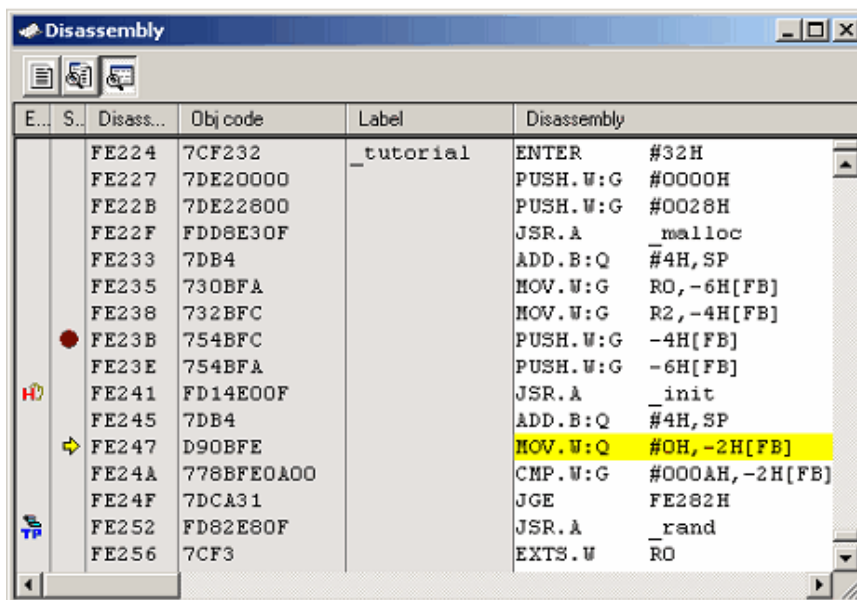 Disassembly
E... S.. Disass... Obj code Label Disassembly
FE224 7CF232 _tutorial ENTER #32H
FE227 7DE20000 PUSH.W:G #0000H
FE22B 7DE22800 PUSH.W:G #0028H
FE22F FDD8E30F JSR.A _malloc
FE233 7DB4 ADD.B:Q #4H,SP
FE235 730BFA MOV.W:G R0,-6H[FB]
FE238 732BFC MOV.W:G R2,-4H[FB]
FE23B 754BFC PUSH.W:G -4H[FB]
FE23E 754BFA PUSH.W:G -6H[FB]
H FE241 FD14E00F JSR.A _init
FE245 7DB4 ADD.B:Q #4H,SP
FE247 D90BFE MOV.W:Q #0H,-2H[FB]
FE24A 778BFE0A00 CMP.W:G #000AH,-2H[FB]
FE24F 7DCA31 JGE FE282H
TP FE252 FD82E80F JSR.A _rand
FE256 7CF3 EXTS.W R0